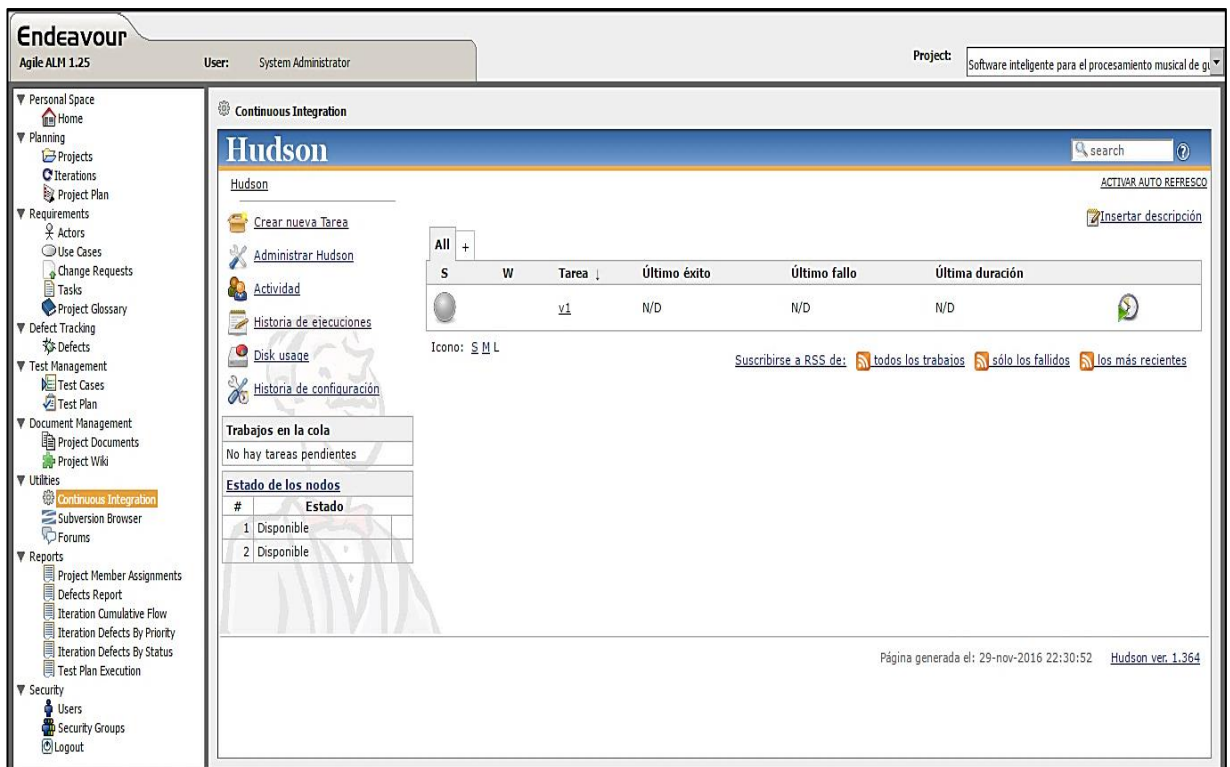 Endeavour
Agile ALM 1.25
User: System Administrator
Project: Software inteligente para el procesamiento musical de
Personal Space
Home
Planning
Projects
Iterations
Project Plan
Requirements
Actors
Use Cases
Change Requests
Tasks
Project Glossary
Defect Tracking
Defects
Test Management
Test Cases
Test Plan
Document Management
Project Documents
Project Wiki
Utilities
Continuous Integration
Subversion Browser
Forums
Reports
Project Member Assignments
Defects Report
Iteration Cumulative Flow
Iteration Defects By Priority
Iteration Defects By Status
Test Plan Execution
Security
Users
Security Groups
Logout
Continuous Integration
Hudson
search
Hudson
ACTIVAR AUTO REFRESCO
Crear nueva Tarea
Administrar Hudson
Actividad
Historia de ejecuciones
Disk usage
Historia de configuración
Trabajos en la cola
No hay tareas pendientes
Estado de los nodos
# Estado
1 Disponible
2 Disponible
Insertar descripción
All +
S W Tarea ↓ Último éxito Último fallo Última duración
v1 N/D N/D N/D
Icono: S M L
Suscribirse a RSS de: todos los trabajos sólo los fallidos los más recientes
Página generada el: 29-nov-2016 22:30:52 Hudson ver. 1.364